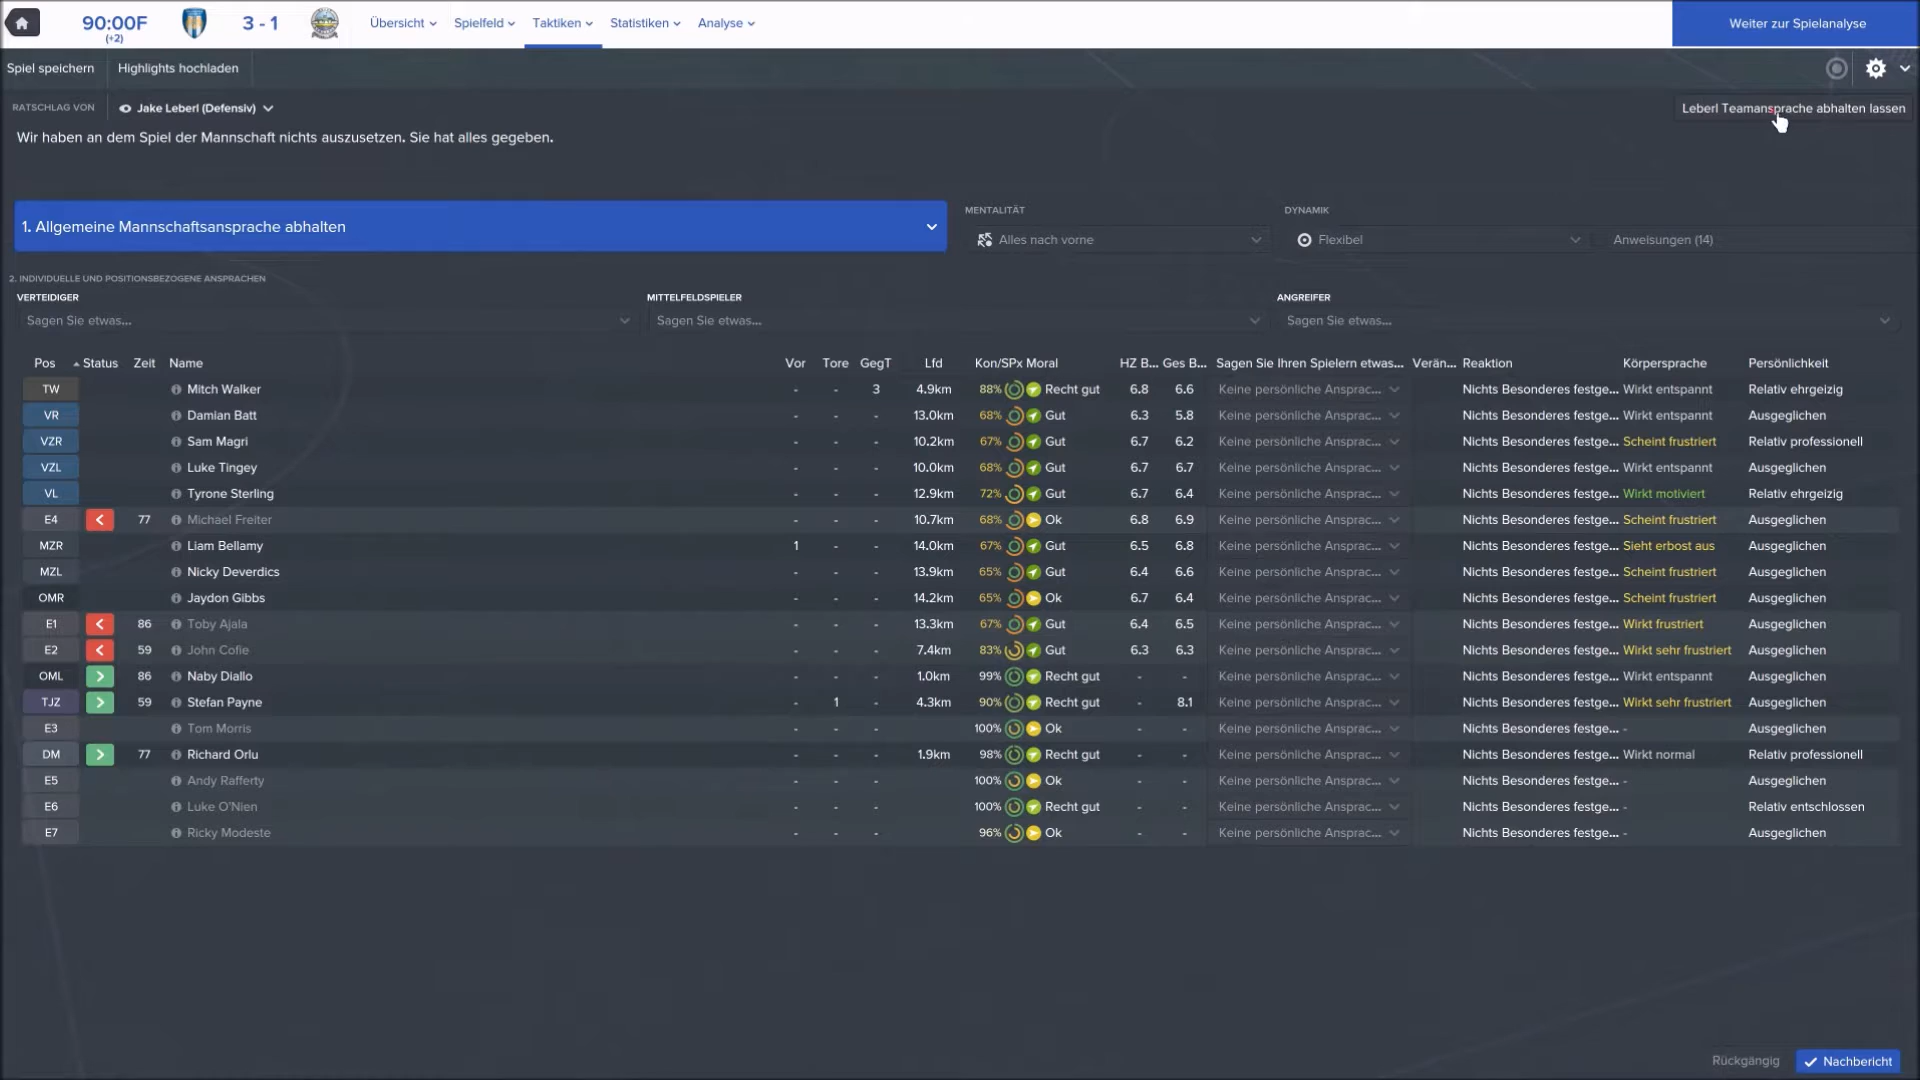 90:00F
(+2)
3 - 1
Übersicht
Spielfeld
Taktiken
Statistiken
Analyse
Weiter zur Spielanalyse
Spiel speichern
Highlights hochladen
RATSCHLAG VON
Jake Leberl (Defensiv)
Leberl Teamansprache abhalten lassen
Wir haben an dem Spiel der Mannschaft nichts auszusetzen. Sie hat alles gegeben.
1. Allgemeine Mannschaftsansprache abhalten
MENTALITÄT
Alles nach vorne
DYNAMIK
Flexibel
Anweisungen (14)
2. INDIVIDUELLE UND POSITIONSBEZOGENE ANSPRACHEN
VERTEIDIGER
MITTELFELDSPIELER
ANGREIFER
Sagen Sie etwas...
Sagen Sie etwas...
Sagen Sie etwas...
Pos Status Zeit Name Vor Tore GegT Lfd Kon/SPx Moral HZ B... Ges B... Sagen Sie Ihren Spielern etwas... Verän... Reaktion Körpersprache Persönlichkeit
TW Mitch Walker - - 3 4.9km 88% Recht gut 6.8 6.6 Keine persönliche Ansprac... Nichts Besonderes festge... Wirkt entspannt Relativ ehrgeizig
VR Damian Batt - - - 13.0km 68% Gut 6.3 5.8 Keine persönliche Ansprac... Nichts Besonderes festge... Wirkt entspannt Ausgeglichen
VZR Sam Magri - - - 10.2km 67% Gut 6.7 6.2 Keine persönliche Ansprac... Nichts Besonderes festge... Scheint frustriert Relativ professionell
VZL Luke Tingey - - - 10.0km 68% Gut 6.7 6.7 Keine persönliche Ansprac... Nichts Besonderes festge... Wirkt entspannt Ausgeglichen
VL Tyrone Sterling - - - 12.9km 72% Gut 6.7 6.4 Keine persönliche Ansprac... Nichts Besonderes festge... Wirkt motiviert Relativ ehrgeizig
E4 77 Michael Freiter - - - 10.7km 68% Ok 6.8 6.9 Keine persönliche Ansprac... Nichts Besonderes festge... Scheint frustriert Ausgeglichen
MZR Liam Bellamy 1 - - 14.0km 67% Gut 6.5 6.8 Keine persönliche Ansprac... Nichts Besonderes festge... Sieht erbost aus Ausgeglichen
MZL Nicky Deverdics - - - 13.9km 65% Gut 6.4 6.6 Keine persönliche Ansprac... Nichts Besonderes festge... Scheint frustriert Ausgeglichen
OMR Jaydon Gibbs - - - 14.2km 65% Ok 6.7 6.4 Keine persönliche Ansprac... Nichts Besonderes festge... Scheint frustriert Ausgeglichen
E1 86 Toby Ajala - - - 13.3km 67% Gut 6.4 6.5 Keine persönliche Ansprac... Nichts Besonderes festge... Wirkt frustriert Ausgeglichen
E2 59 John Cofie - - - 7.4km 83% Gut 6.3 6.3 Keine persönliche Ansprac... Nichts Besonderes festge... Wirkt sehr frustriert Ausgeglichen
OML 86 Naby Diallo - - - 1.0km 99% Recht gut - - Keine persönliche Ansprac... Nichts Besonderes festge... Wirkt entspannt Ausgeglichen
TJZ 59 Stefan Payne - 1 - 4.3km 90% Recht gut - 8.1 Keine persönliche Ansprac... Nichts Besonderes festge... Wirkt sehr frustriert Ausgeglichen
E3 Tom Morris - - - 100% Ok - - Keine persönliche Ansprac... Nichts Besonderes festge... - Ausgeglichen
DM 77 Richard Orlu - - - 1.9km 98% Recht gut - - Keine persönliche Ansprac... Nichts Besonderes festge... Wirkt normal Relativ professionell
E5 Andy Rafferty - - - 100% Ok - - Keine persönliche Ansprac... Nichts Besonderes festge... - Ausgeglichen
E6 Luke O'Nien - - - 100% Recht gut - - Keine persönliche Ansprac... Nichts Besonderes festge... - Relativ entschlossen
E7 Ricky Modeste - - - 96% Ok - - Keine persönliche Ansprac... Nichts Besonderes festge... - Ausgeglichen
Rückgängig
Nachbericht